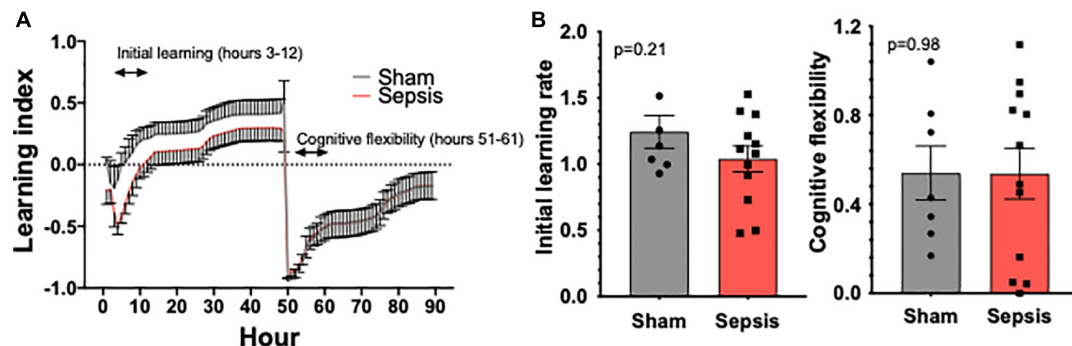 A
Learning index
1.0
0.5
0.0
-0.5
-1.0
Initial learning (hours 3-12)
Sham
Sepsis
Cognitive flexibility (hours 51-61)
0 10 20 30 40 50 60 70 80 90
Hour
B
Initial learning rate
2.0
1.5
1.0
0.5
0.0
p=0.21
Sham Sepsis
Cognitive flexibility
1.2
0.8
0.4
0.0
p=0.98
Sham Sepsis